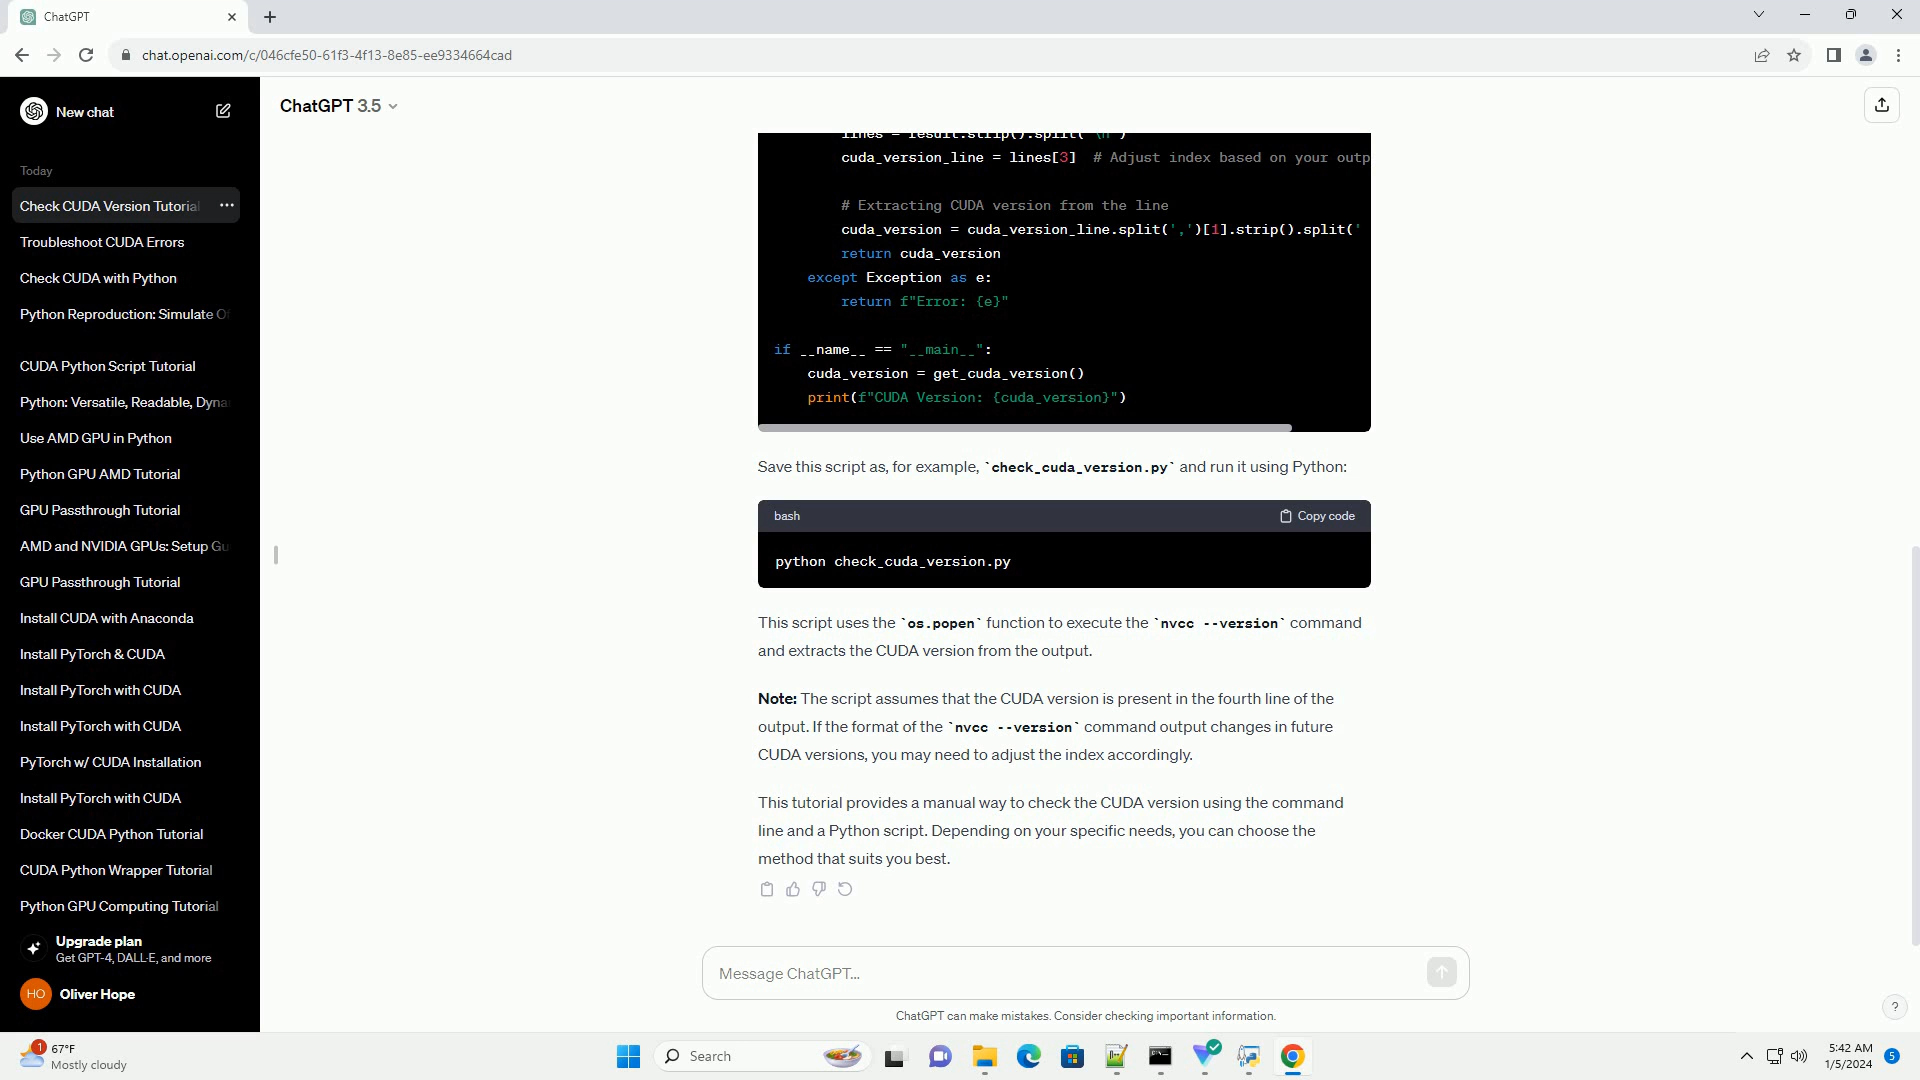 ChatGPT
chat.openai.com/c/046cfe50-61f3-4f13-8e85-ee9334664cad
New chat
ChatGPT 3.5
Today
Check CUDA Version Tutorial
Troubleshoot CUDA Errors
Check CUDA with Python
Python Reproduction: Simulate Of
CUDA Python Script Tutorial
Python: Versatile, Readable, Dyna
Use AMD GPU in Python
Python GPU AMD Tutorial
GPU Passthrough Tutorial
AMD and NVIDIA GPUs: Setup Gu
GPU Passthrough Tutorial
Install CUDA with Anaconda
Install PyTorch & CUDA
Install PyTorch with CUDA
Install PyTorch with CUDA
PyTorch w/ CUDA Installation
Install PyTorch with CUDA
Docker CUDA Python Tutorial
CUDA Python Wrapper Tutorial
Python GPU Computing Tutorial
Upgrade plan
Get GPT-4, DALL·E, and more
HO
Oliver Hope
lines = result.strip().split('\n')
cuda_version_line = lines[3]  # Adjust index based on your outp
# Extracting CUDA version from the line
cuda_version = cuda_version_line.split(',')[1].strip().split('
return cuda_version
except Exception as e:
return f"Error: {e}"
if __name__ == "__main__":
cuda_version = get_cuda_version()
print(f"CUDA Version: {cuda_version}")
Save this script as, for example, `check_cuda_version.py` and run it using Python:
bash
Copy code
python check_cuda_version.py
This script uses the `os.popen` function to execute the `nvcc --version` command
and extracts the CUDA version from the output.
Note: The script assumes that the CUDA version is present in the fourth line of the
output. If the format of the `nvcc --version` command output changes in future
CUDA versions, you may need to adjust the index accordingly.
This tutorial provides a manual way to check the CUDA version using the command
line and a Python script. Depending on your specific needs, you can choose the
method that suits you best.
Message ChatGPT...
ChatGPT can make mistakes. Consider checking important information.
?
1
67°F
Mostly cloudy
Search
5:42 AM
1/5/2024
5